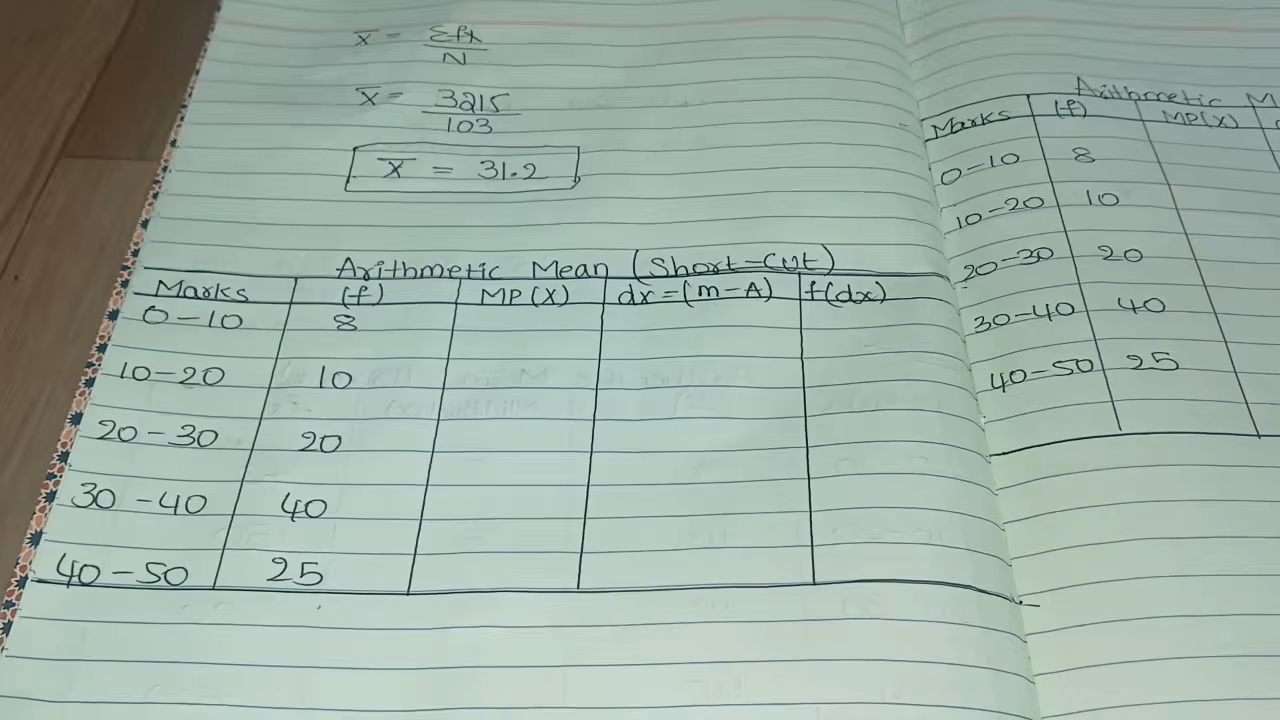 x̄ = Σfx
N
x̄ = 3215
103
x̄ = 31.2
Arithmetic Mean (Short-Cut)
Marks (f) MP(X) dx=(m-A) f(dx)
0-10 8
10-20 10
20-30 20
30-40 40
40-50 25
Arithmetic
Marks (f) MP(X)
0-10 8
10-20 10
20-30 20
30-40 40
40-50 25